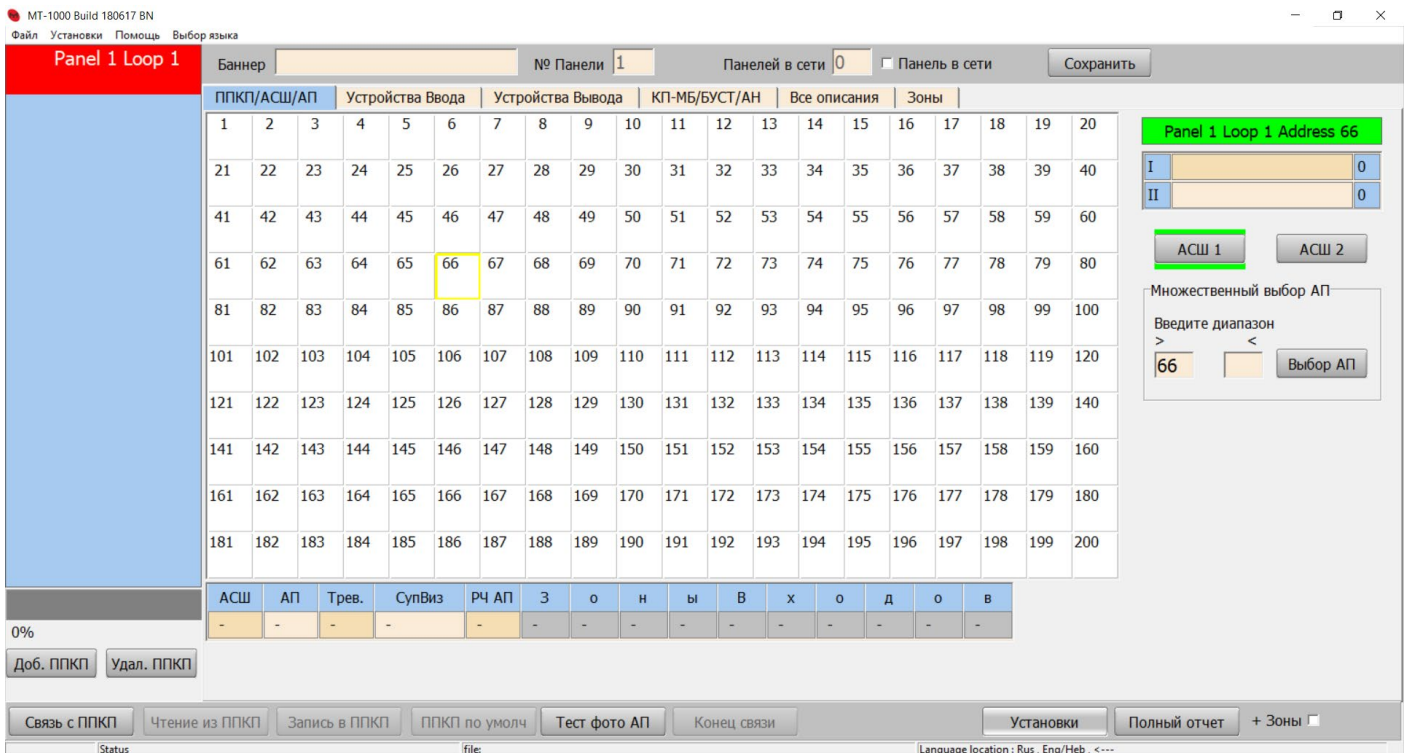 MT-1000 Build 180617 BN
Файл Установки Помощь Выбор языка
Panel 1 Loop 1
Баннер № Панели 1 Панелей в сети 0 Панель в сети Сохранить
ППКП/АСШ/АП Устройства Ввода Устройства Вывода КП-МБ/БУСТ/АН Все описания Зоны
1 2 3 4 5 6 7 8 9 10 11 12 13 14 15 16 17 18 19 20
21 22 23 24 25 26 27 28 29 30 31 32 33 34 35 36 37 38 39 40
41 42 43 44 45 46 47 48 49 50 51 52 53 54 55 56 57 58 59 60
61 62 63 64 65 66 67 68 69 70 71 72 73 74 75 76 77 78 79 80
81 82 83 84 85 86 87 88 89 90 91 92 93 94 95 96 97 98 99 100
101 102 103 104 105 106 107 108 109 110 111 112 113 114 115 116 117 118 119 120
121 122 123 124 125 126 127 128 129 130 131 132 133 134 135 136 137 138 139 140
141 142 143 144 145 146 147 148 149 150 151 152 153 154 155 156 157 158 159 160
161 162 163 164 165 166 167 168 169 170 171 172 173 174 175 176 177 178 179 180
181 182 183 184 185 186 187 188 189 190 191 192 193 194 195 196 197 198 199 200
Panel 1 Loop 1 Address 66
I 0
II 0
АСШ 1 АСШ 2
Множественный выбор АП
Введите диапазон
> <
66 Выбор АП
АСШ АП Трев. СупВиз РЧ АП З о н ы В х о д о в
- - - - - - - - - - - - - - -
0%
Доб. ППКП Удал. ППКП
Связь с ППКП Чтение из ППКП Запись в ППКП ППКП по умолч Тест фото АП Конец связи Установки Полный отчет + Зоны
Status file: Language location : Rus , Eng/Heb , <---